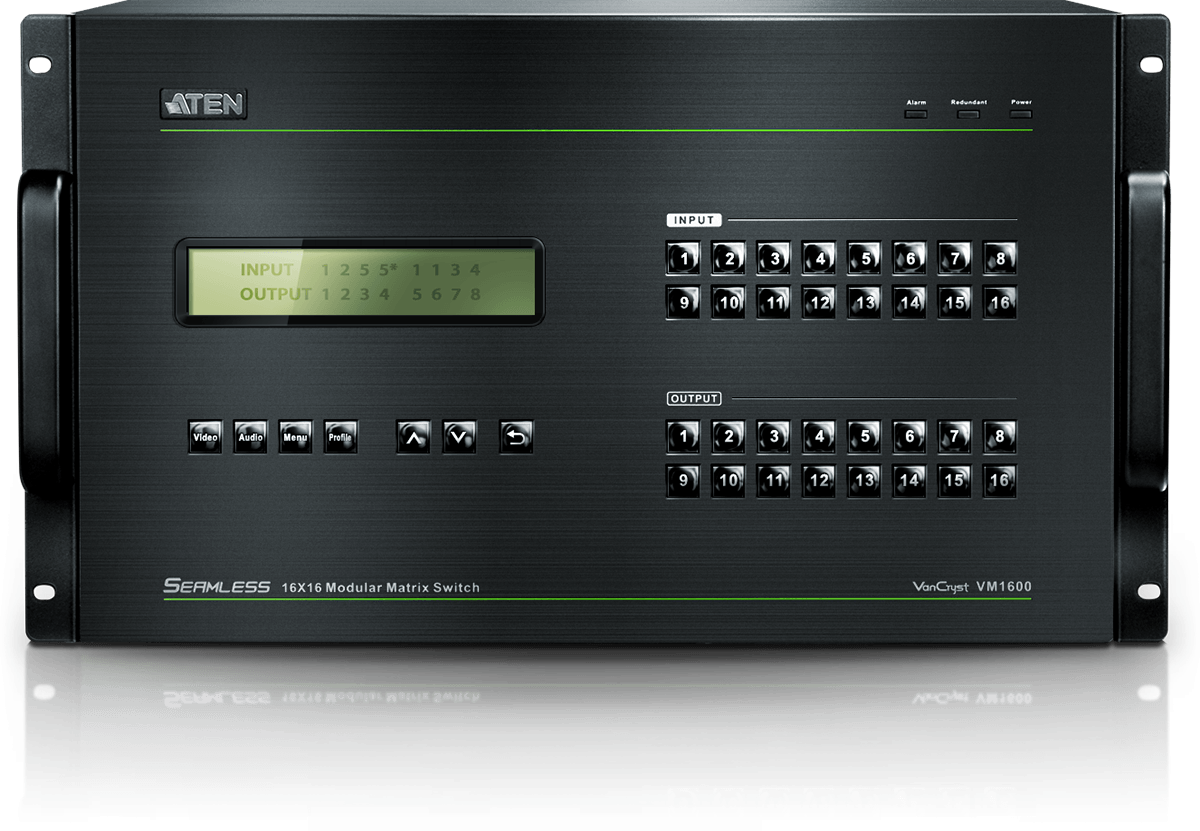 ATEN
Alarm Redundant Power
INPUT 1 2 5 5* 1 1 3 4
OUTPUT 1 2 3 4 5 6 7 8
INPUT
1 2 3 4 5 6 7 8
9 10 11 12 13 14 15 16
Video Audio Menu Profile
OUTPUT
1 2 3 4 5 6 7 8
9 10 11 12 13 14 15 16
SEAMLESS 16X16 Modular Matrix Switch
VanCryst VM1600